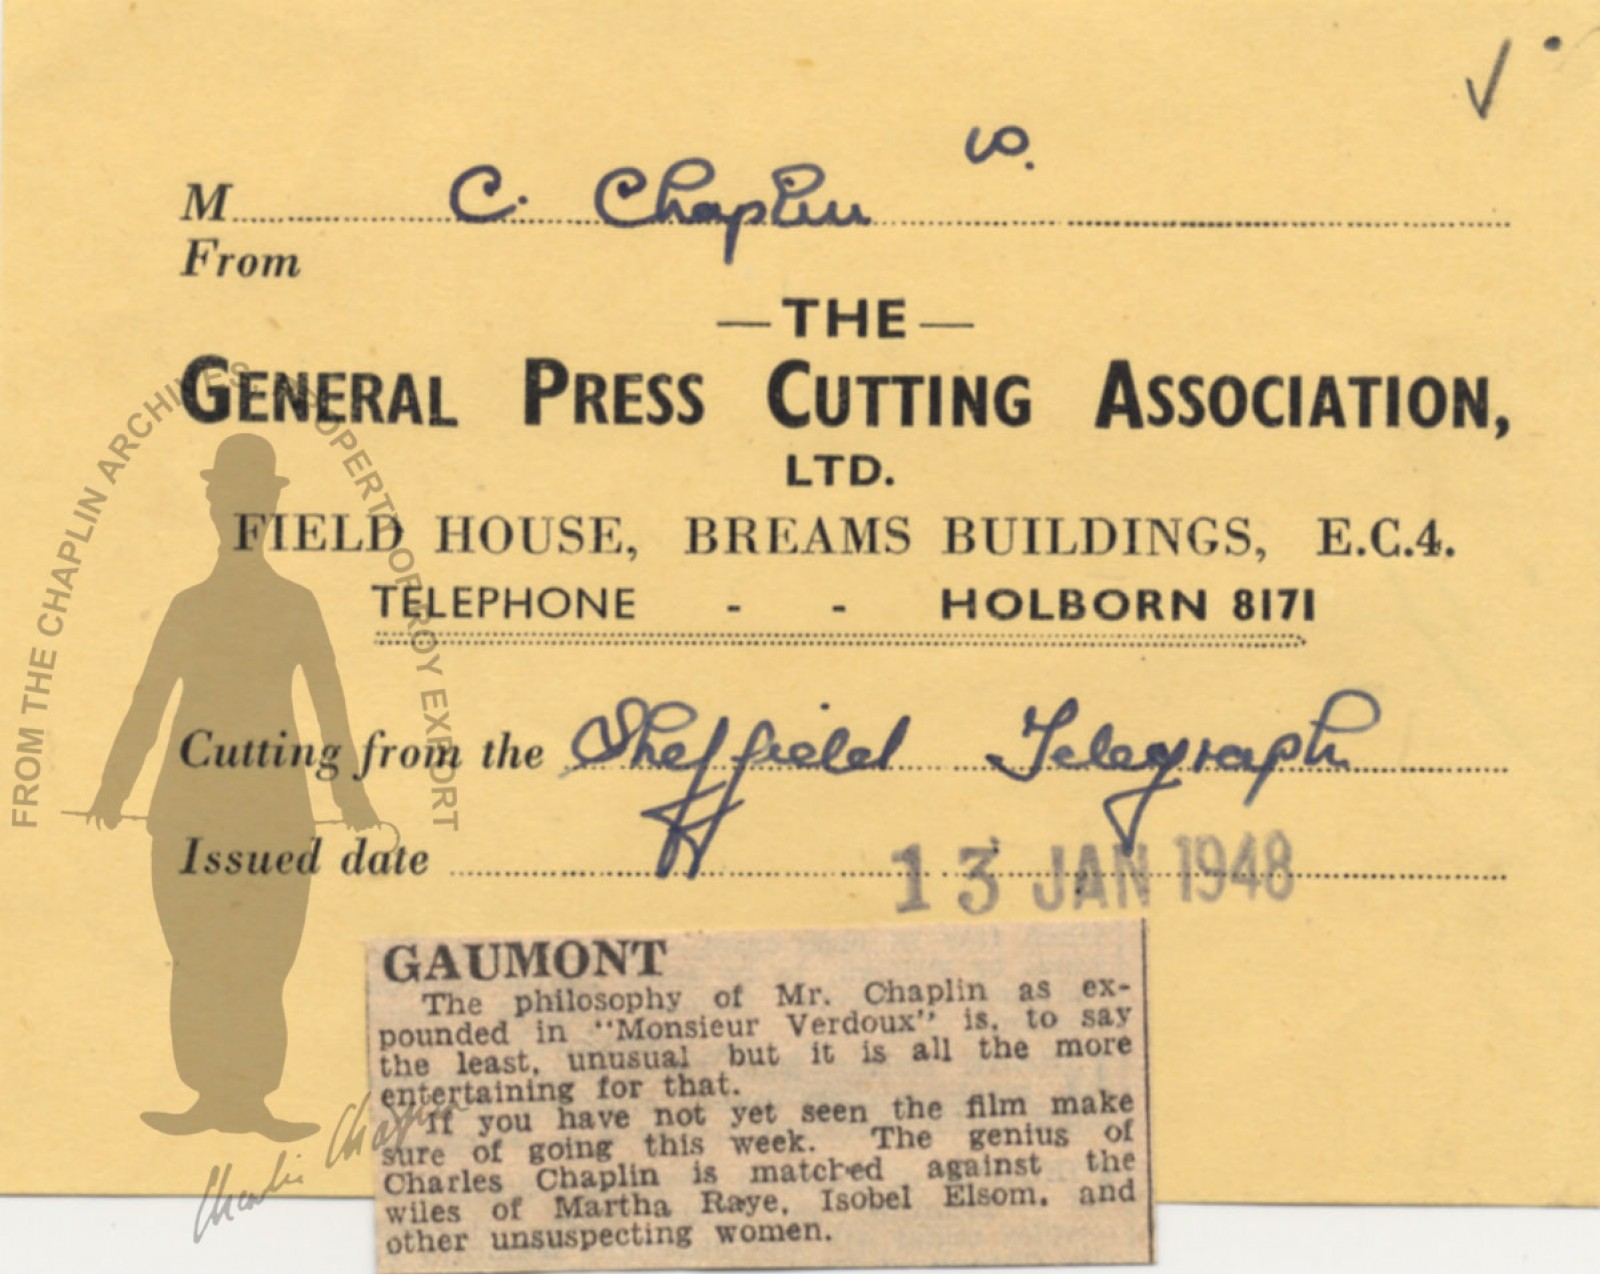 M C. Chaplin
From
— THE —
GENERAL PRESS CUTTING ASSOCIATION,
LTD.
FIELD HOUSE, BREAMS BUILDINGS, E.C.4.
TELEPHONE - - HOLBORN 8171
Cutting from the Sheffield Telegraph
Issued date 13 JAN 1948
GAUMONT
The philosophy of Mr. Chaplin as ex-
pounded in "Monsieur Verdoux" is, to say
the least, unusual but it is all the more
entertaining for that.
If you have not yet seen the film make
sure of going this week. The genius of
Charles Chaplin is matched against the
wiles of Martha Raye, Isobel Elsom, and
other unsuspecting women.
FROM THE CHAPLIN ARCHIVES, PROPERTY OF ROY EXPORT
Charlie Chaplin